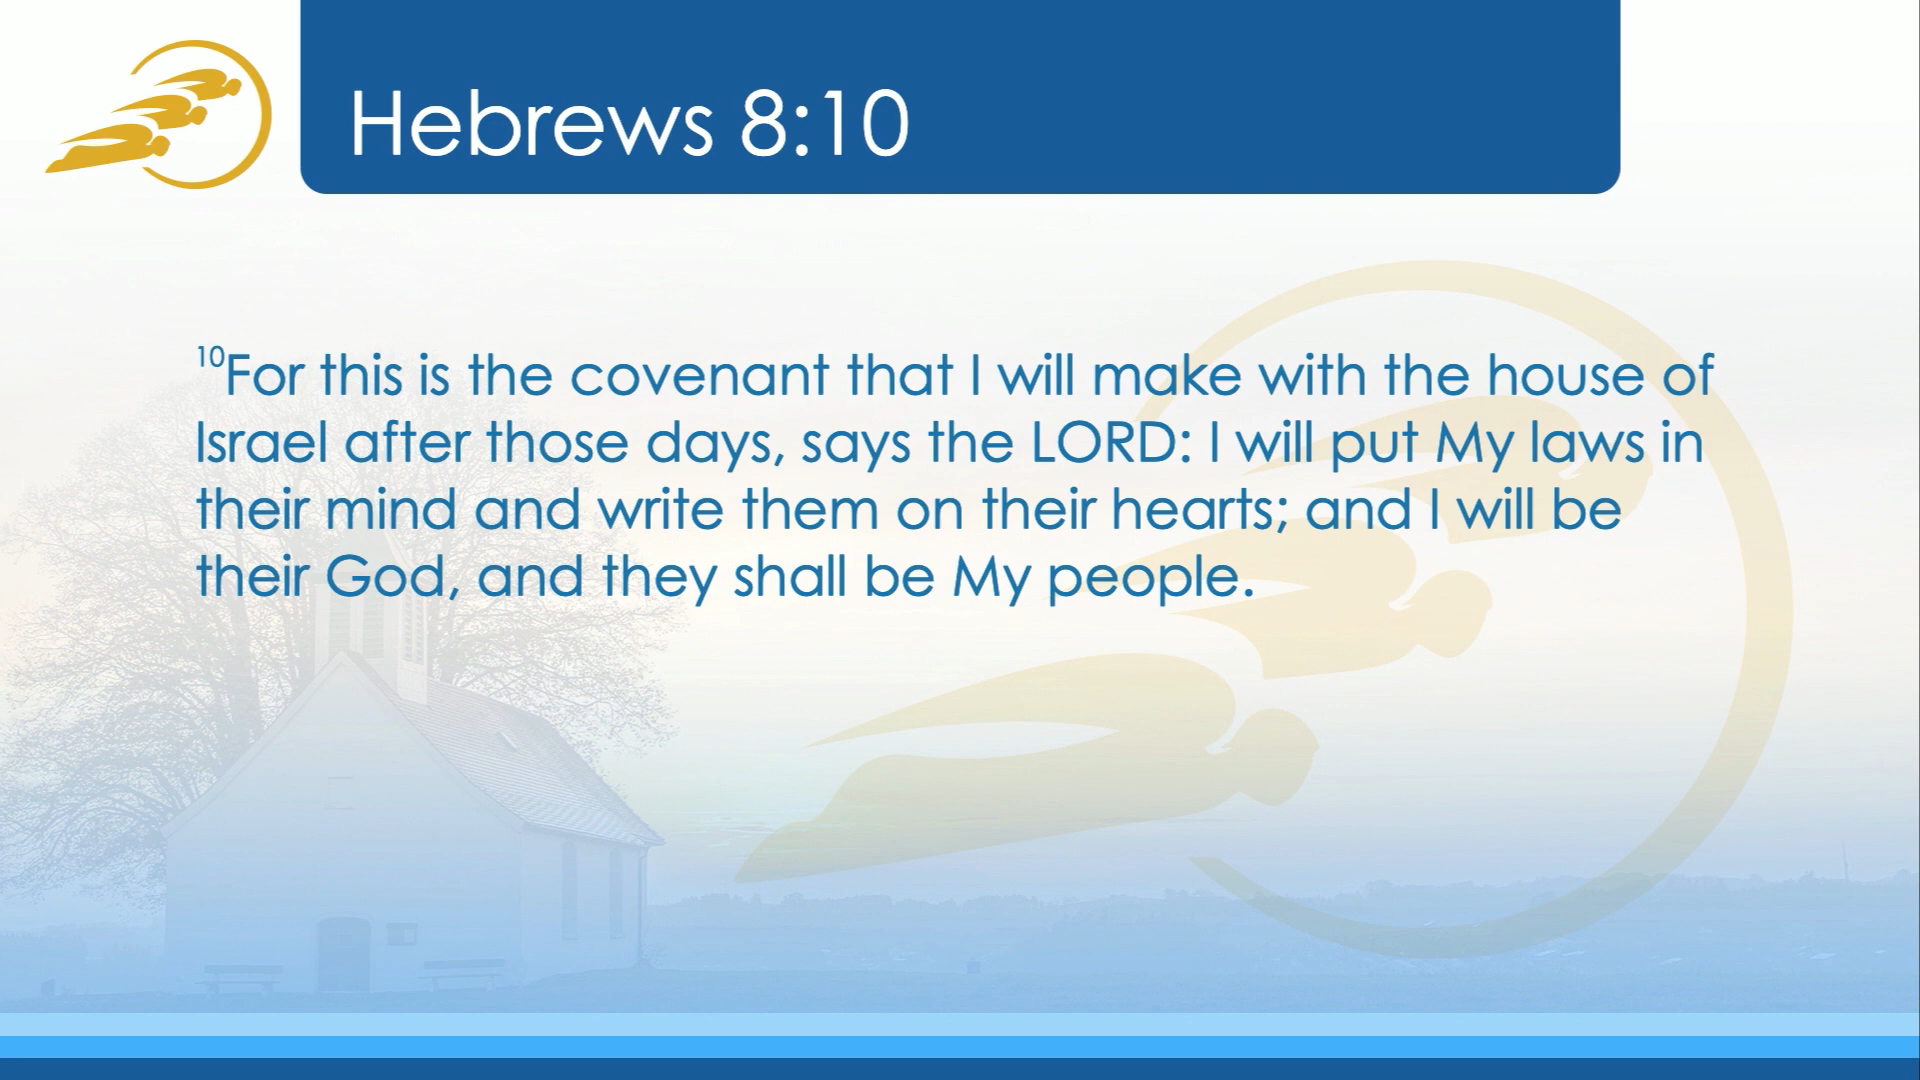 Hebrews 8:10
¹⁰For this is the covenant that I will make with the house of
Israel after those days, says the LORD: I will put My laws in
their mind and write them on their hearts; and I will be
their God, and they shall be My people.